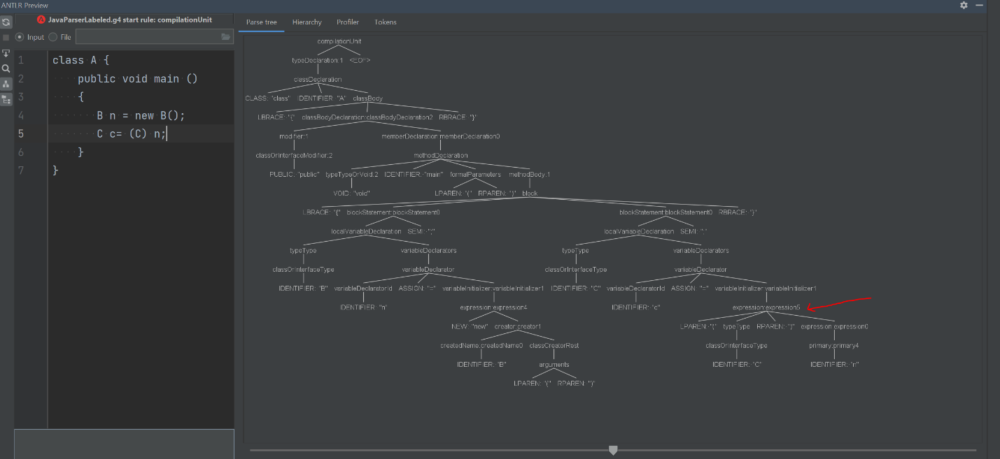 ANTLR Preview
JavaParserLabeled.g4 start rule: compilationUnit
Input File
1 class A {
2 public void main ()
3 {
4 B n = new B();
5 C c= (C) n;
6 }
7 }
Parse tree Hierarchy Profiler Tokens
compilationUnit
typeDeclaration:1 <EOF>
classDeclaration
CLASS: "class" IDENTIFIER: "A" classBody
LBRACE: "{" classBodyDeclaration:classBodyDeclaration2 RBRACE: "}"
modifier:1 memberDeclaration:memberDeclaration0
classOrInterfaceModifier:2 methodDeclaration
PUBLIC: "public" typeTypeOrVoid:2 IDENTIFIER: "main" formalParameters methodBody:1
VOID: "void" LPAREN: "(" RPAREN: ")" block
LBRACE: "{" blockStatement:blockStatement0 blockStatement:blockStatement0 RBRACE: "}"
localVariableDeclaration SEMI: ";" localVariableDeclaration SEMI: ";"
typeType variableDeclarators typeType variableDeclarators
classOrInterfaceType variableDeclarator classOrInterfaceType variableDeclarator
IDENTIFIER: "B" variableDeclaratorId ASSIGN: "=" variableInitializer:variableInitializer1 IDENTIFIER: "C" variableDeclaratorId ASSIGN: "=" variableInitializer:variableInitializer1
IDENTIFIER: "n" expression:expression4 IDENTIFIER: "c" expression:expression5
NEW: "new" creator:creator1 LPAREN: "(" typeType RPAREN: ")" expression:expression0
createdName:createdName0 classCreatorRest classOrInterfaceType primary:primary4
IDENTIFIER: "B" arguments IDENTIFIER: "C" IDENTIFIER: "n"
LPAREN: "(" RPAREN: ")"